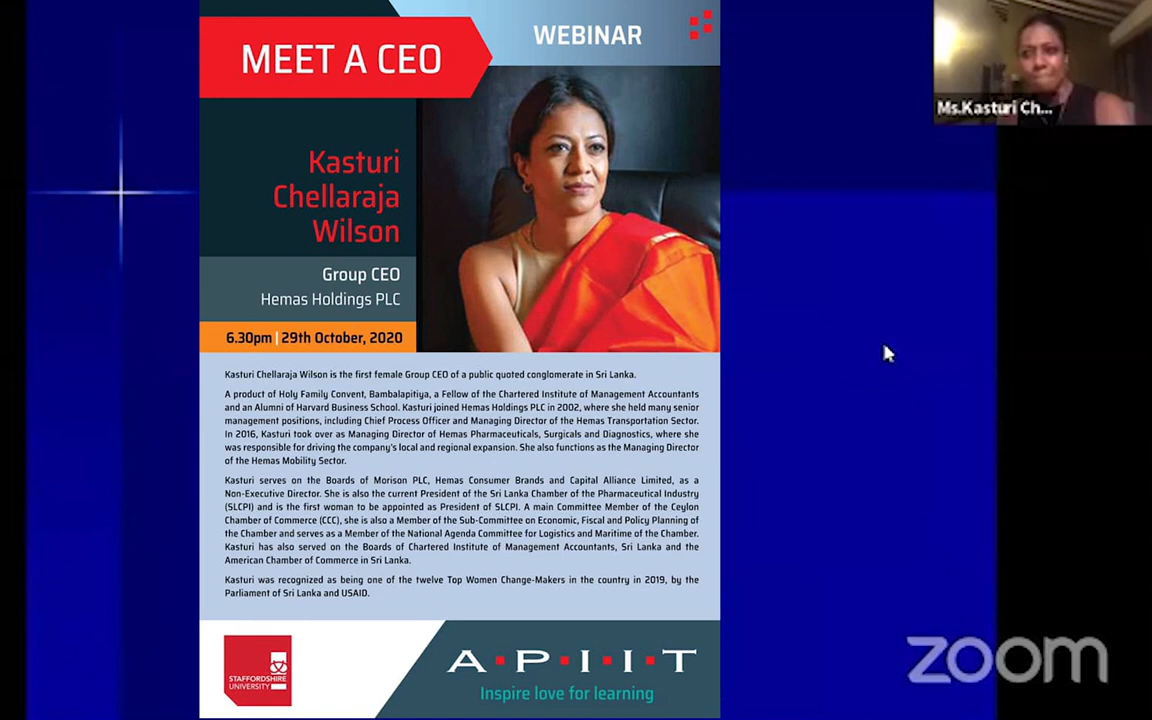 WEBINAR
MEET A CEO
Ms.Kasturi Ch...
Kasturi
Chellaraja
Wilson
Group CEO
Hemas Holdings PLC
6.30pm | 29th October, 2020
Kasturi Chellaraja Wilson is the first female Group CEO of a public quoted conglomerate in Sri Lanka.
A product of Holy Family Convent, Bambalapitiya, a Fellow of the Chartered Institute of Management Accountants
and an Alumni of Harvard Business School. Kasturi joined Hemas Holdings PLC in 2002, where she held many senior
management positions, including Chief Process Officer and Managing Director of the Hemas Transportation Sector.
In 2016, Kasturi took over as Managing Director of Hemas Pharmaceuticals, Surgicals and Diagnostics, where she
was responsible for driving the company's local and regional expansion. She also functions as the Managing Director
of the Hemas Mobility Sector.
Kasturi serves on the Boards of Morison PLC, Hemas Consumer Brands and Capital Alliance Limited, as a
Non-Executive Director. She is also the current President of the Sri Lanka Chamber of the Pharmaceutical Industry
(SLCPI) and is the first woman to be appointed as President of SLCPI. A main Committee Member of the Ceylon
Chamber of Commerce (CCC), she is also a Member of the Sub-Committee on Economic, Fiscal and Policy Planning of
the Chamber and serves as a Member of the National Agenda Committee for Logistics and Maritime of the Chamber.
Kasturi has also served on the Boards of Chartered Institute of Management Accountants, Sri Lanka and the
American Chamber of Commerce in Sri Lanka.
Kasturi was recognized as being one of the twelve Top Women Change-Makers in the country in 2019, by the
Parliament of Sri Lanka and USAID.
STAFFORDSHIRE
UNIVERSITY
A·P·I·I·T
Inspire love for learning
zoom